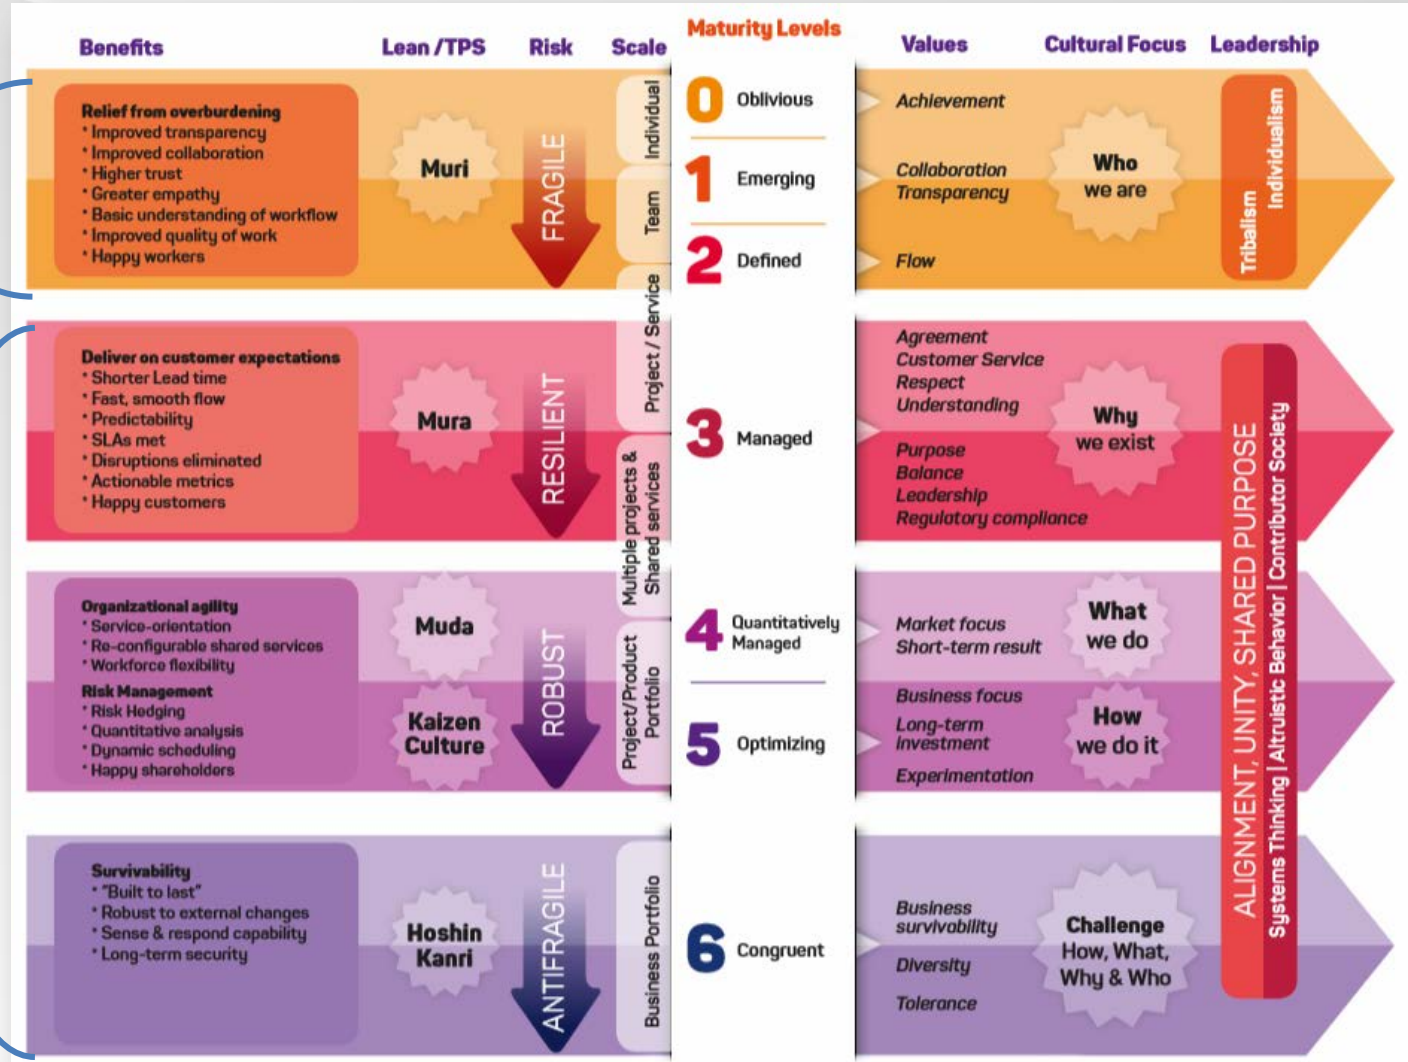 Benefits
Lean /TPS
Risk
Scale
Maturity Levels
Values
Cultural Focus
Leadership
Relief from overburdening
* Improved transparency
* Improved collaboration
* Higher trust
* Greater empathy
* Basic understanding of workflow
* Improved quality of work
* Happy workers
Muri
FRAGILE
Individual
Team
0 Oblivious
1 Emerging
2 Defined
Achievement
Collaboration
Transparency
Flow
Who
we are
Tribalism
Individualism
Deliver on customer expectations
* Shorter Lead time
* Fast, smooth flow
* Predictability
* SLAs met
* Disruptions eliminated
* Actionable metrics
* Happy customers
Mura
RESILIENT
Project / Service
Multiple projects &
Shared services
3 Managed
Agreement
Customer Service
Respect
Understanding
Purpose
Balance
Leadership
Regulatory compliance
Why
we exist
ALIGNMENT, UNITY, SHARED PURPOSE
Systems Thinking | Altruistic Behavior | Contributor Society
Organizational agility
* Service-orientation
* Re-configurable shared services
* Workforce flexibility
Risk Management
* Risk Hedging
* Quantitative analysis
* Dynamic scheduling
* Happy shareholders
Muda
Kaizen
Culture
ROBUST
Project/Product
Portfolio
4 Quantitatively
Managed
5 Optimizing
Market focus
Short-term result
Business focus
Long-term
investment
Experimentation
What
we do
How
we do it
Survivability
* "Built to last"
* Robust to external changes
* Sense & respond capability
* Long-term security
Hoshin
Kanri
ANTIFRAGILE
Business Portfolio
6 Congruent
Business
survivability
Diversity
Tolerance
Challenge
How, What,
Why & Who